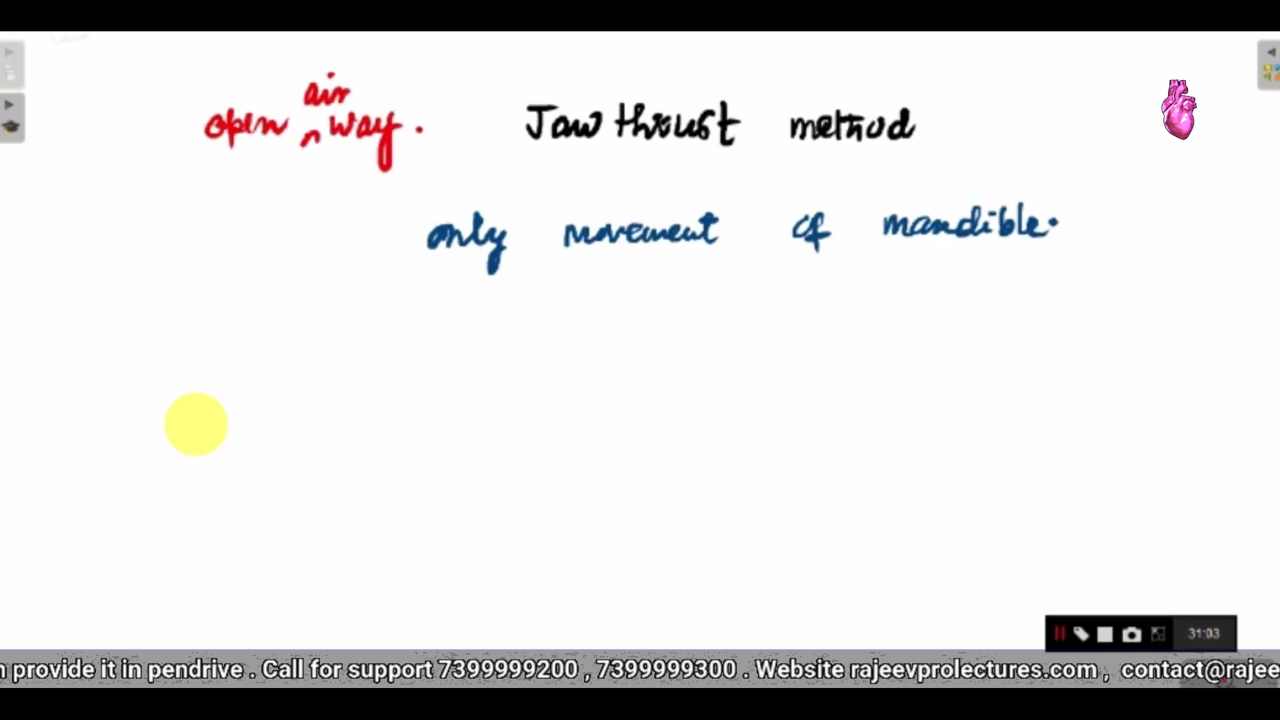 open air way. Jaw thrust method
only movement of mandible.
31:03
n provide it in pendrive . Call for support 7399999200 , 7399999300 . Website rajeevprolectures.com , contact@rajee